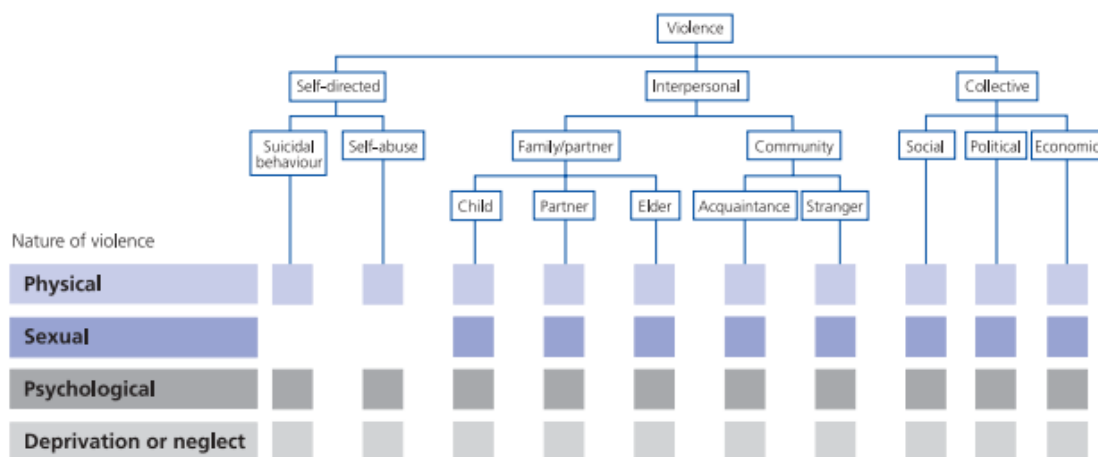 Violence
Self-directed
Interpersonal
Collective
Suicidal
behaviour
Self-abuse
Family/partner
Community
Social
Political
Economic
Child
Partner
Elder
Acquaintance
Stranger
Nature of violence
Physical
Sexual
Psychological
Deprivation or neglect